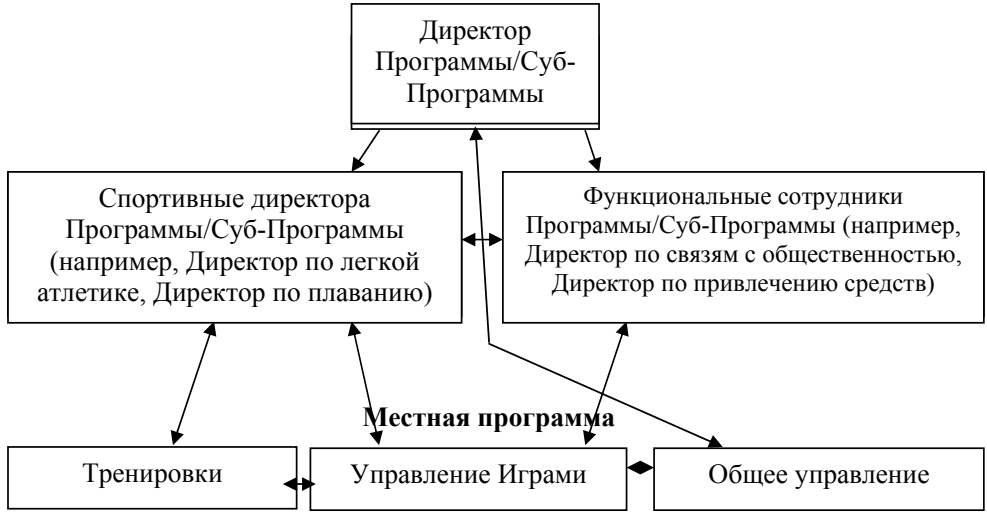 Директор
Программы/Суб-
Программы
Спортивные директора
Программы/Суб-Программы
(например, Директор по легкой
атлетике, Директор по плаванию)
Функциональные сотрудники
Программы/Суб-Программы (например,
Директор по связям с общественностью,
Директор по привлечению средств)
Местная программа
Тренировки
Управление Играми
Общее управление